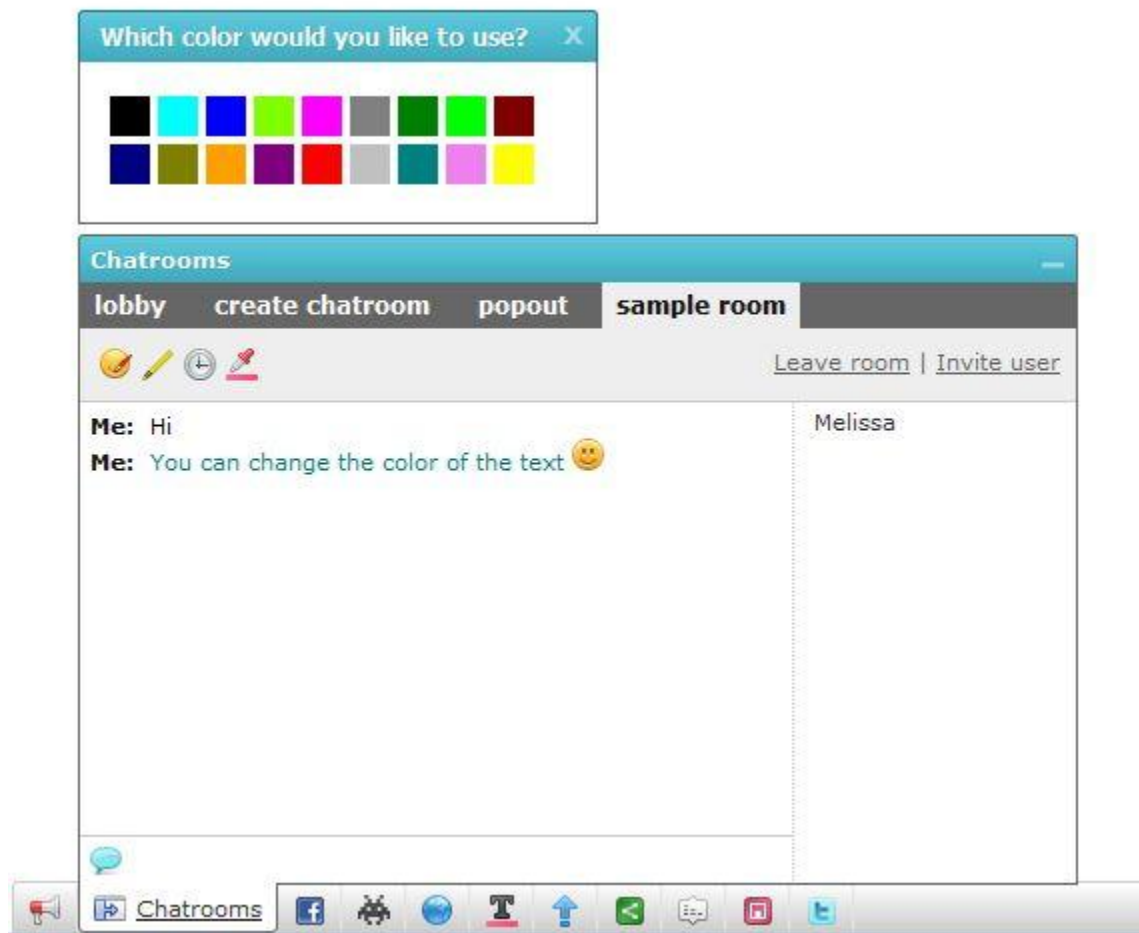 Which color would you like to use? X
Chatrooms
lobby create chatroom popout sample room
Leave room | Invite user
Me: Hi
Melissa
Me: You can change the color of the text
Chatrooms